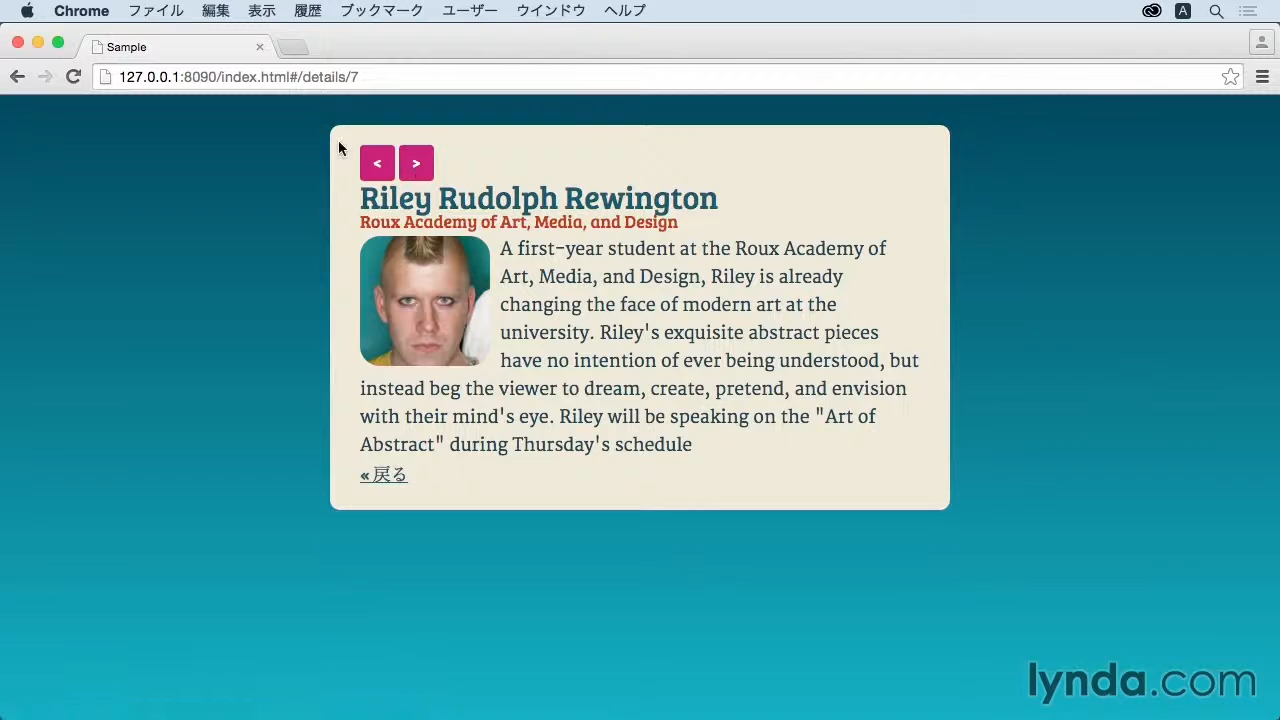 Chrome ファイル 編集 表示 履歴 ブックマーク ユーザー ウインドウ ヘルプ A
Sample ×
127.0.0.1:8090/index.html#/details/7
< >
Riley Rudolph Rewington
Roux Academy of Art, Media, and Design
A first-year student at the Roux Academy of
Art, Media, and Design, Riley is already
changing the face of modern art at the
university. Riley's exquisite abstract pieces
have no intention of ever being understood, but
instead beg the viewer to dream, create, pretend, and envision
with their mind's eye. Riley will be speaking on the "Art of
Abstract" during Thursday's schedule
«戻る
lynda.com